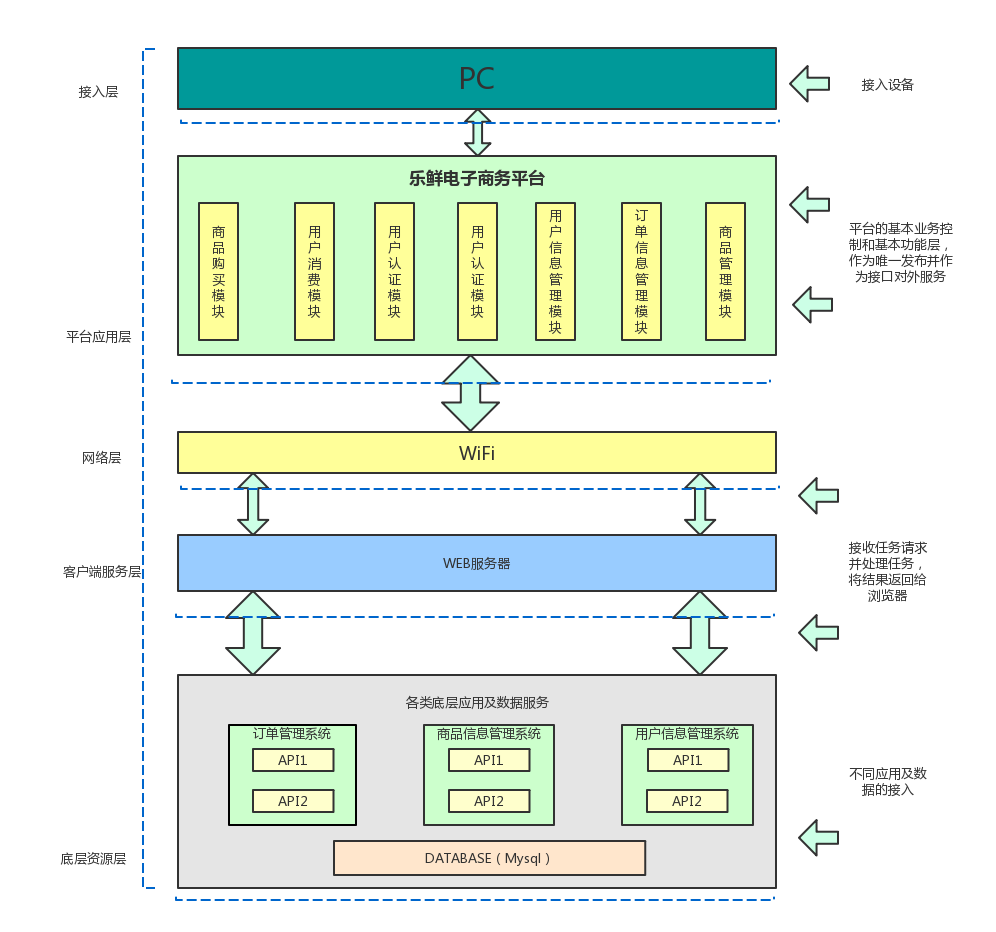 PC
接入层
接入设备
乐鲜电子商务平台
商品购买模块
用户消费模块
用户认证模块
用户认证模块
用户信息管理模块
订单信息管理模块
商品管理模块
平台的基本业务控
制和基本功能层，
作为唯一发布并作
为接口对外服务
平台应用层
网络层
WiFi
客户端服务层
WEB服务器
接收任务请求
并处理任务，
将结果返回给
浏览器
各类底层应用及数据服务
订单管理系统
API1
API2
商品信息管理系统
API1
API2
用户信息管理系统
API1
API2
不同应用及数
据的接入
底层资源层
DATABASE（Mysql）